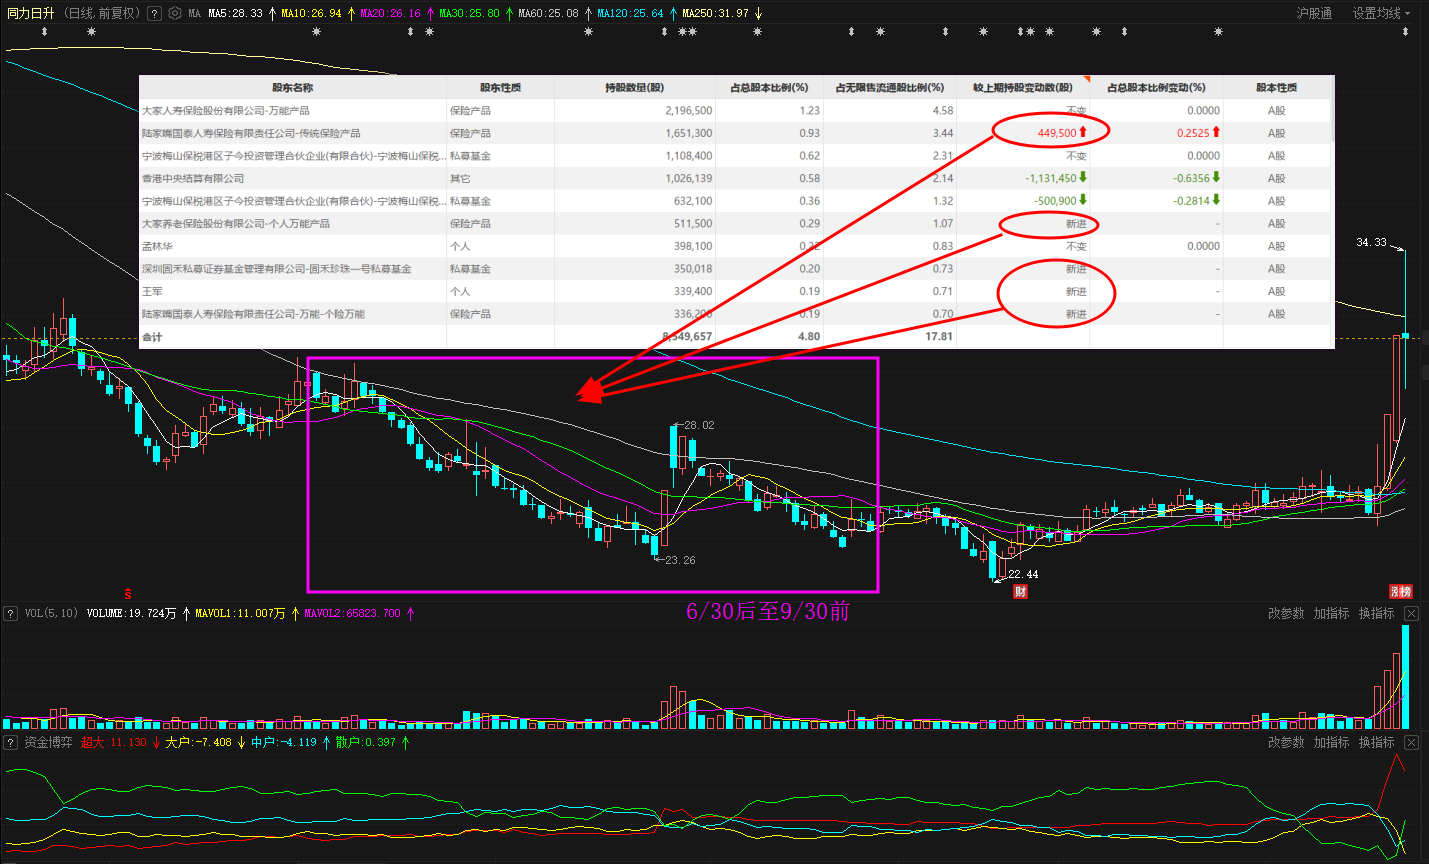 同力日升 (日线,前复权) ? MA MA5:28.33 ↑ MA10:26.94 ↑ MA20:26.16 ↑ MA30:25.80 ↑ MA60:25.08 ↑ MA120:25.64 ↑ MA250:31.97 ↓ 沪股通 设置均线
股东名称 股东性质 持股数量(股) 占总股本比例(%) 占无限售流通股比例(%) 较上期持股变动数(股) 占总股本比例变动(%) 股本性质
大家人寿保险股份有限公司-万能产品 保险产品 2,196,500 1.23 4.58 不变 0.0000 A股
陆家嘴国泰人寿保险有限责任公司-传统保险产品 保险产品 1,651,300 0.93 3.44 449,500 0.2525 A股
宁波梅山保税港区子今投资管理合伙企业(有限合伙)-宁波梅山保税... 私募基金 1,108,400 0.62 2.31 不变 0.0000 A股
香港中央结算有限公司 其它 1,026,139 0.58 2.14 -1,131,450 -0.6356 A股
宁波梅山保税港区子今投资管理合伙企业(有限合伙)-宁波梅山保税... 私募基金 632,100 0.36 1.32 -500,900 -0.2814 A股
大家养老保险股份有限公司-个人万能产品 保险产品 511,500 0.29 1.07 新进 - A股
孟林华 个人 398,100 0.22 0.83 不变 0.0000 A股
深圳固禾私募证券基金管理有限公司-固禾珍珠一号私募基金 私募基金 350,018 0.20 0.73 新进 - A股
王军 个人 339,400 0.19 0.71 新进 - A股
陆家嘴国泰人寿保险有限责任公司-万能-个险万能 保险产品 336,200 0.19 0.70 新进 - A股
合计 8,549,657 4.80 17.81
34.33
28.02
23.26
22.44
S 财 涨榜
6/30后至9/30前
? VOL(5,10) VOLUME:19.724万 ↑ MAVOL1:11.007万 ↑ MAVOL2:65823.700 ↑ 改参数 加指标 换指标
? 资金博弈 超大:11.130 ↓ 大户:-7.408 ↓ 中户:-4.119 ↑ 散户:0.397 ↑ 改参数 加指标 换指标